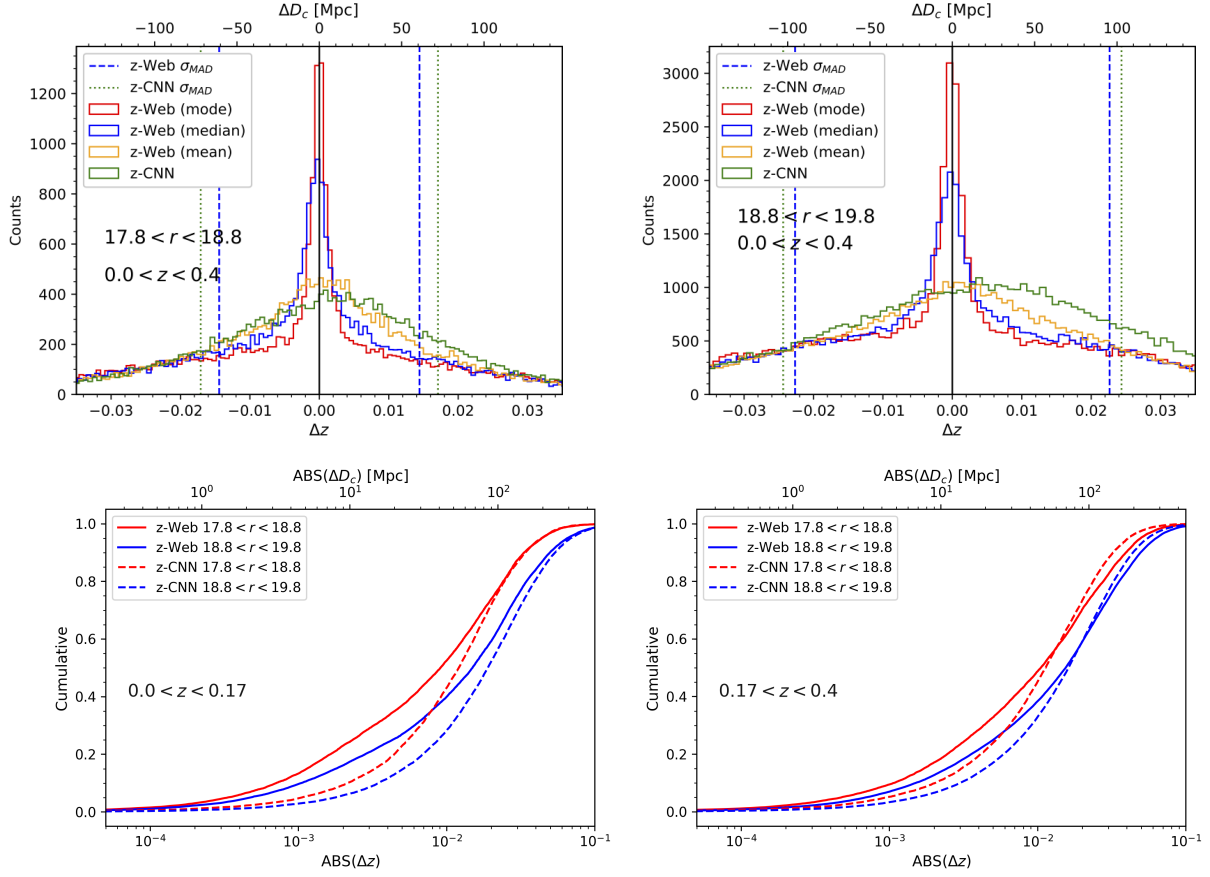 ΔD_c [Mpc]
−100 −50 0 50 100
z-Web σ_MAD
z-CNN σ_MAD
z-Web (mode)
z-Web (median)
z-Web (mean)
z-CNN
17.8 < r < 18.8
0.0 < z < 0.4
Counts
1200
1000
800
600
400
200
0
−0.03 −0.02 −0.01 0.00 0.01 0.02 0.03
Δz
ΔD_c [Mpc]
−100 −50 0 50 100
z-Web σ_MAD
z-CNN σ_MAD
z-Web (mode)
z-Web (median)
z-Web (mean)
z-CNN
18.8 < r < 19.8
0.0 < z < 0.4
Counts
3000
2500
2000
1500
1000
500
0
−0.03 −0.02 −0.01 0.00 0.01 0.02 0.03
Δz
ABS(ΔD_c) [Mpc]
10^0 10^1 10^2
z-Web 17.8 < r < 18.8
z-Web 18.8 < r < 19.8
z-CNN 17.8 < r < 18.8
z-CNN 18.8 < r < 19.8
0.0 < z < 0.17
Cumulative
1.0
0.8
0.6
0.4
0.2
0.0
10^−4 10^−3 10^−2 10^−1
ABS(Δz)
ABS(ΔD_c) [Mpc]
10^0 10^1 10^2
z-Web 17.8 < r < 18.8
z-Web 18.8 < r < 19.8
z-CNN 17.8 < r < 18.8
z-CNN 18.8 < r < 19.8
0.17 < z < 0.4
Cumulative
1.0
0.8
0.6
0.4
0.2
0.0
10^−4 10^−3 10^−2 10^−1
ABS(Δz)